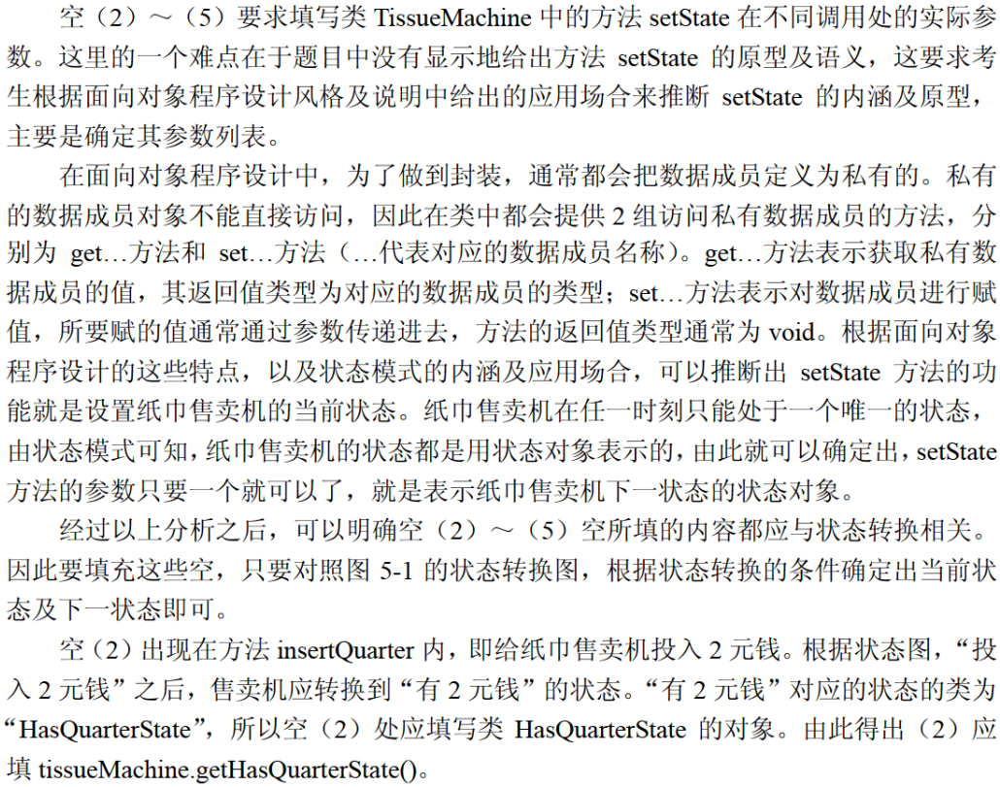 空（2）～（5）要求填写类 TissueMachine 中的方法 setState 在不同调用处的实际参
数。这里的一个难点在于题目中没有显示地给出方法 setState 的原型及语义，这要求考
生根据面向对象程序设计风格及说明中给出的应用场合来推断 setState 的内涵及原型，
主要是确定其参数列表。
在面向对象程序设计中，为了做到封装，通常都会把数据成员定义为私有的。私有
的数据成员对象不能直接访问，因此在类中都会提供 2 组访问私有数据成员的方法，分
别为 get…方法和 set…方法（…代表对应的数据成员名称）。get…方法表示获取私有数
据成员的值，其返回值类型为对应的数据成员的类型；set…方法表示对数据成员进行赋
值，所要赋的值通常通过参数传递进去，方法的返回值类型通常为 void。根据面向对象
程序设计的这些特点，以及状态模式的内涵及应用场合，可以推断出 setState 方法的功
能就是设置纸巾售卖机的当前状态。纸巾售卖机在任一时刻只能处于一个唯一的状态，
由状态模式可知，纸巾售卖机的状态都是用状态对象表示的，由此就可以确定出，setState
方法的参数只要一个就可以了，就是表示纸巾售卖机下一状态的状态对象。
经过以上分析之后，可以明确空（2）～（5）空所填的内容都应与状态转换相关。
因此要填充这些空，只要对照图 5-1 的状态转换图，根据状态转换的条件确定出当前状
态及下一状态即可。
空（2）出现在方法 insertQuarter 内，即给纸巾售卖机投入 2 元钱。根据状态图，“投
入 2 元钱”之后，售卖机应转换到“有 2 元钱”的状态。“有 2 元钱”对应的状态的类为
“HasQuarterState”，所以空（2）处应填写类 HasQuarterState 的对象。由此得出（2）应
填 tissueMachine.getHasQuarterState()。